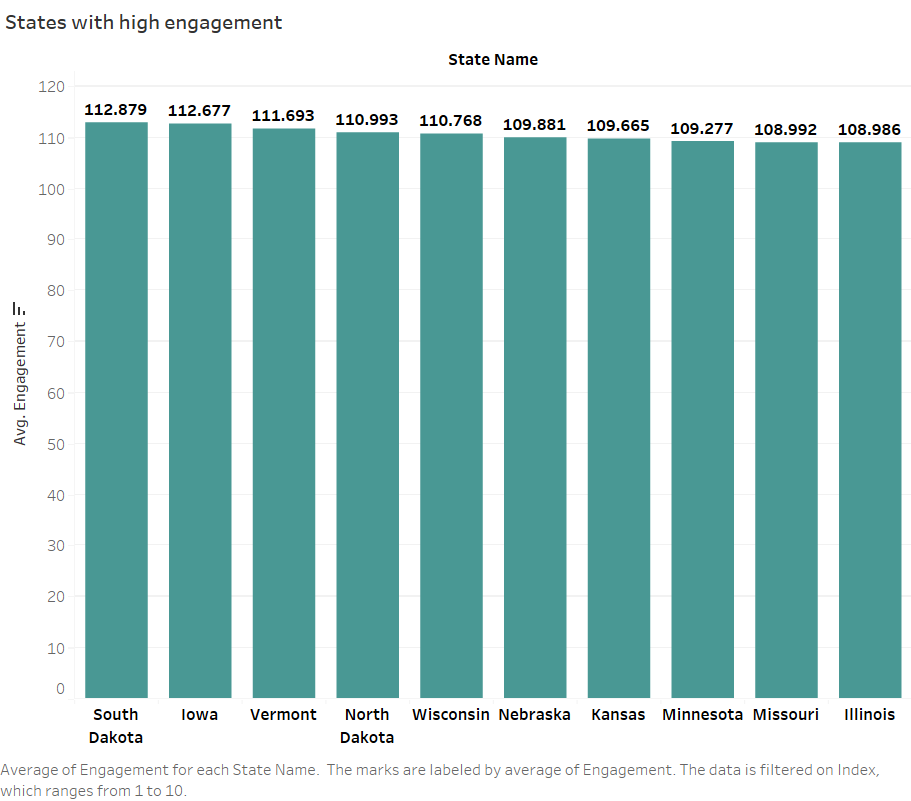 States with high engagement
State Name
Avg. Engagement
120
110
100
90
80
70
60
50
40
30
20
10
0
112.879 112.677 111.693 110.993 110.768 109.881 109.665 109.277 108.992 108.986
South Dakota Iowa Vermont North Dakota Wisconsin Nebraska Kansas Minnesota Missouri Illinois
Average of Engagement for each State Name.  The marks are labeled by average of Engagement. The data is filtered on Index,
which ranges from 1 to 10.